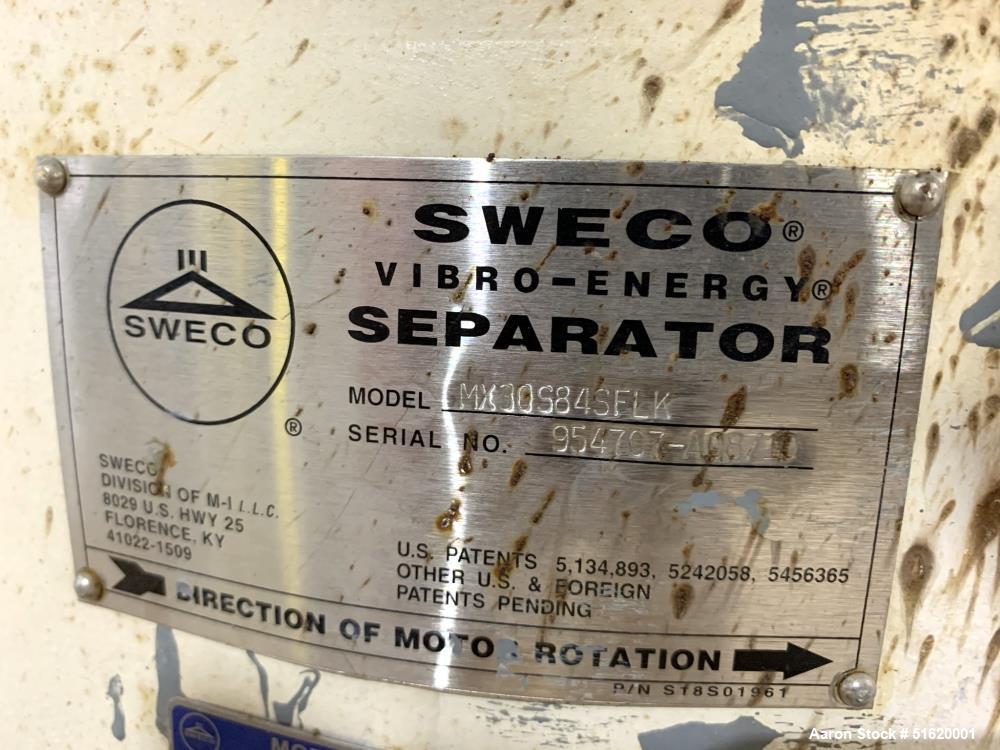 SWECO®
VIBRO-ENERGY®
SEPARATOR
SWECO
®
MODEL MX30S84SFLK
SERIAL NO.
SWECO
DIVISION OF M-I L.L.C.
8029 U.S. HWY 25
FLORENCE, KY
41022-1509
U.S. PATENTS 5,134,893, 5242058, 5456365
OTHER U.S. & FOREIGN
PATENTS PENDING
DIRECTION OF MOTOR ROTATION
P/N S18S01961
Aaron Stock # 51620001